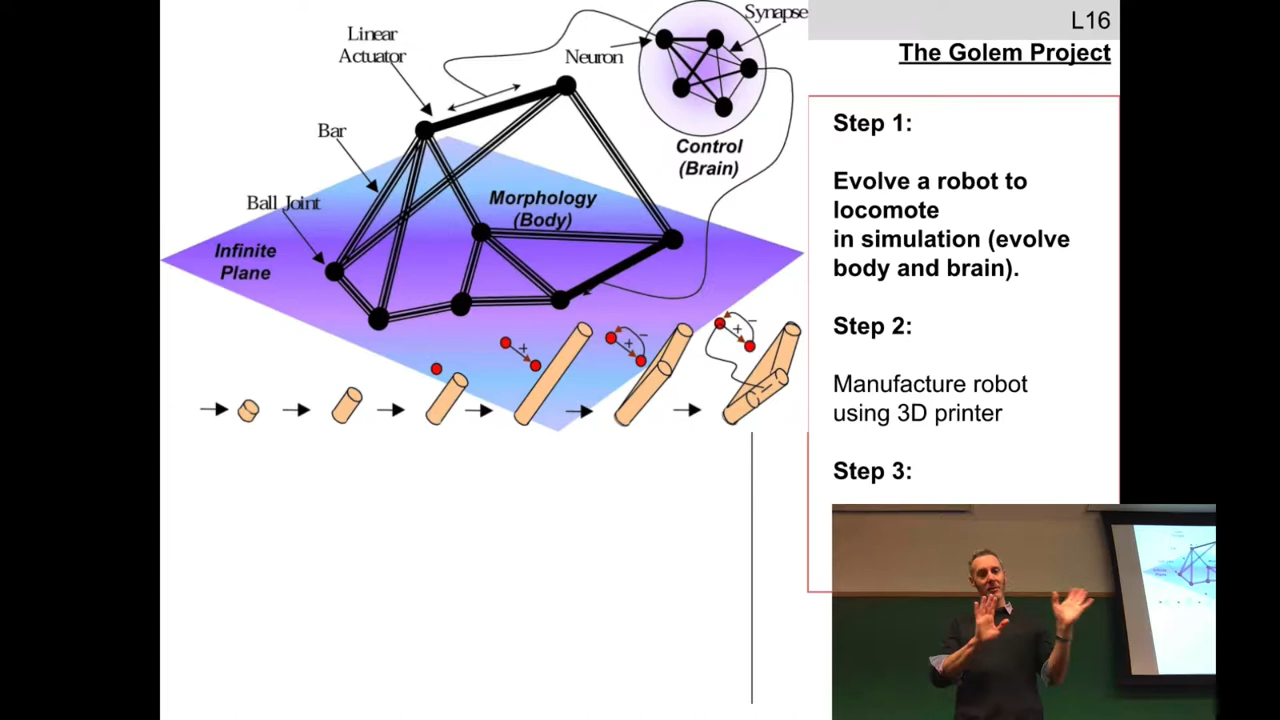 L16
The Golem Project
Linear
Actuator
Synapse
Neuron
Bar
Control
(Brain)
Ball Joint
Morphology
(Body)
Infinite
Plane
+
+
−
+
−
Step 1:
Evolve a robot to
locomote
in simulation (evolve
body and brain).
Step 2:
Manufacture robot
using 3D printer
Step 3: